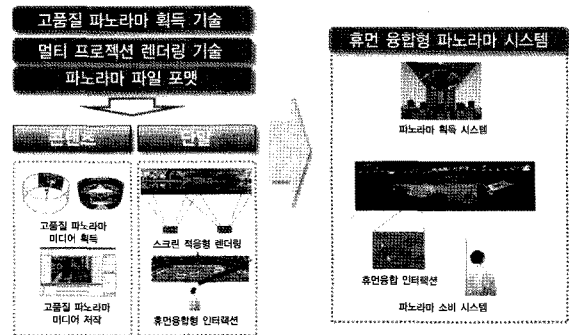 고품질 파노라마 획득 기술
멀티 프로젝션 렌더링 기술
파노라마 파일 포맷
콘텐츠
단말
고품질 파노라마
미디어 획득
고품질 파노라마
미디어 저작
스크린 적응형 렌더링
휴먼융합형 인터랙션
휴먼 융합형 파노라마 시스템
파노라마 획득 시스템
휴먼융합 인터랙션
파노라마 소비 시스템